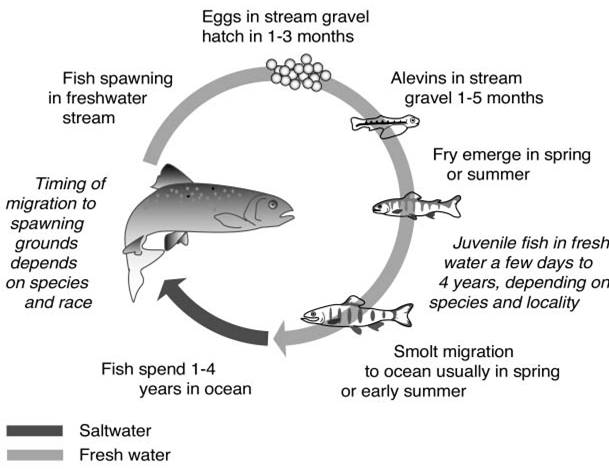 Eggs in stream gravel
hatch in 1-3 months
Alevins in stream
gravel 1-5 months
Fry emerge in spring
or summer
Juvenile fish in fresh
water a few days to
4 years, depending on
species and locality
Smolt migration
to ocean usually in spring
or early summer
Fish spend 1-4
years in ocean
Timing of
migration to
spawning
grounds
depends
on species
and race
Fish spawning
in freshwater
stream
Saltwater
Fresh water